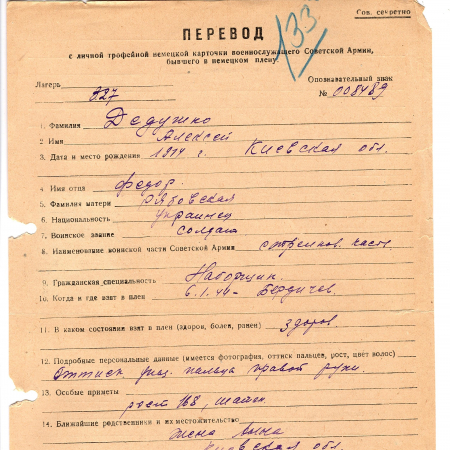 Сов. секретно
133
ПЕРЕВОД
с личной трофейной немецкой карточки военнослужащего Советской Армии,
бывшего в немецком плену.
Лагерь 327
Опознавательный знак
№ 008489
1. Фамилия Дедушко
2. Имя Алексей
3. Дата и место рождения 1914 г. Киевская обл.
4. Имя отца Федор
5. Фамилия матери Рябовская
6. Национальность украинец
7. Воинское звание солдат
8. Наименование воинской части Советской Армии стрелков. часть
9. Гражданская специальность Наборщик.
10. Когда и где взят в плен 6.1.44 - Бердичев.
11. В каком состоянии взят в плен (здоров, болен, ранен) здоров.
12. Подробные персональные данные (имеется фотография, оттиск пальцев, рост, цвет волос)
Оттиск указ. пальца правой руки.
13. Особые приметы
рост 168, шатен.
14. Ближайшие родственники и их местожительство
жена Анна
Киевская обл.